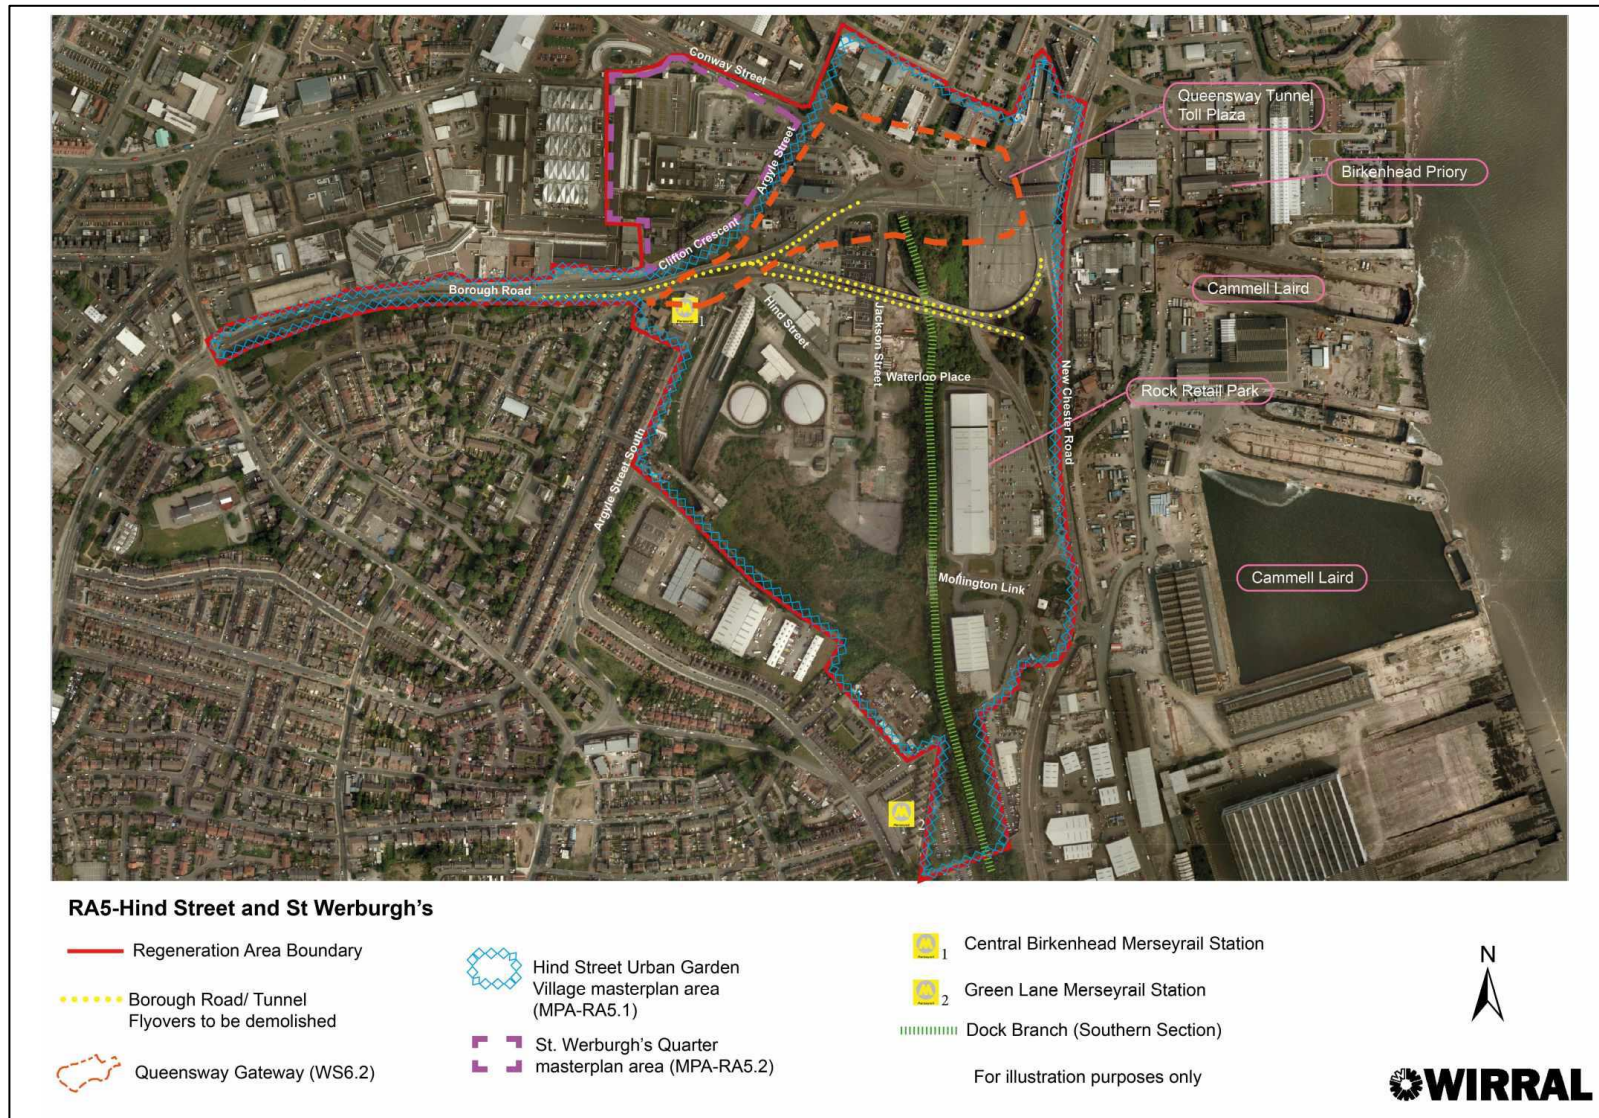 Conway Street
Argyle Street
Clifton Crescent
Borough Road
Hind Street
Jackson Street
Waterloo Place
Argyle Street South
New Chester Road
Mollington Link
Queensway Tunnel
Toll Plaza
Birkenhead Priory
Cammell Laird
Rock Retail Park
Cammell Laird
1
2
RA5-Hind Street and St Werburgh’s
Regeneration Area Boundary
Borough Road/ Tunnel
Flyovers to be demolished
Queensway Gateway (WS6.2)
Hind Street Urban Garden
Village masterplan area
(MPA-RA5.1)
St. Werburgh’s Quarter
masterplan area (MPA-RA5.2)
1
Central Birkenhead Merseyrail Station
2
Green Lane Merseyrail Station
Dock Branch (Southern Section)
For illustration purposes only
N
WIRRAL